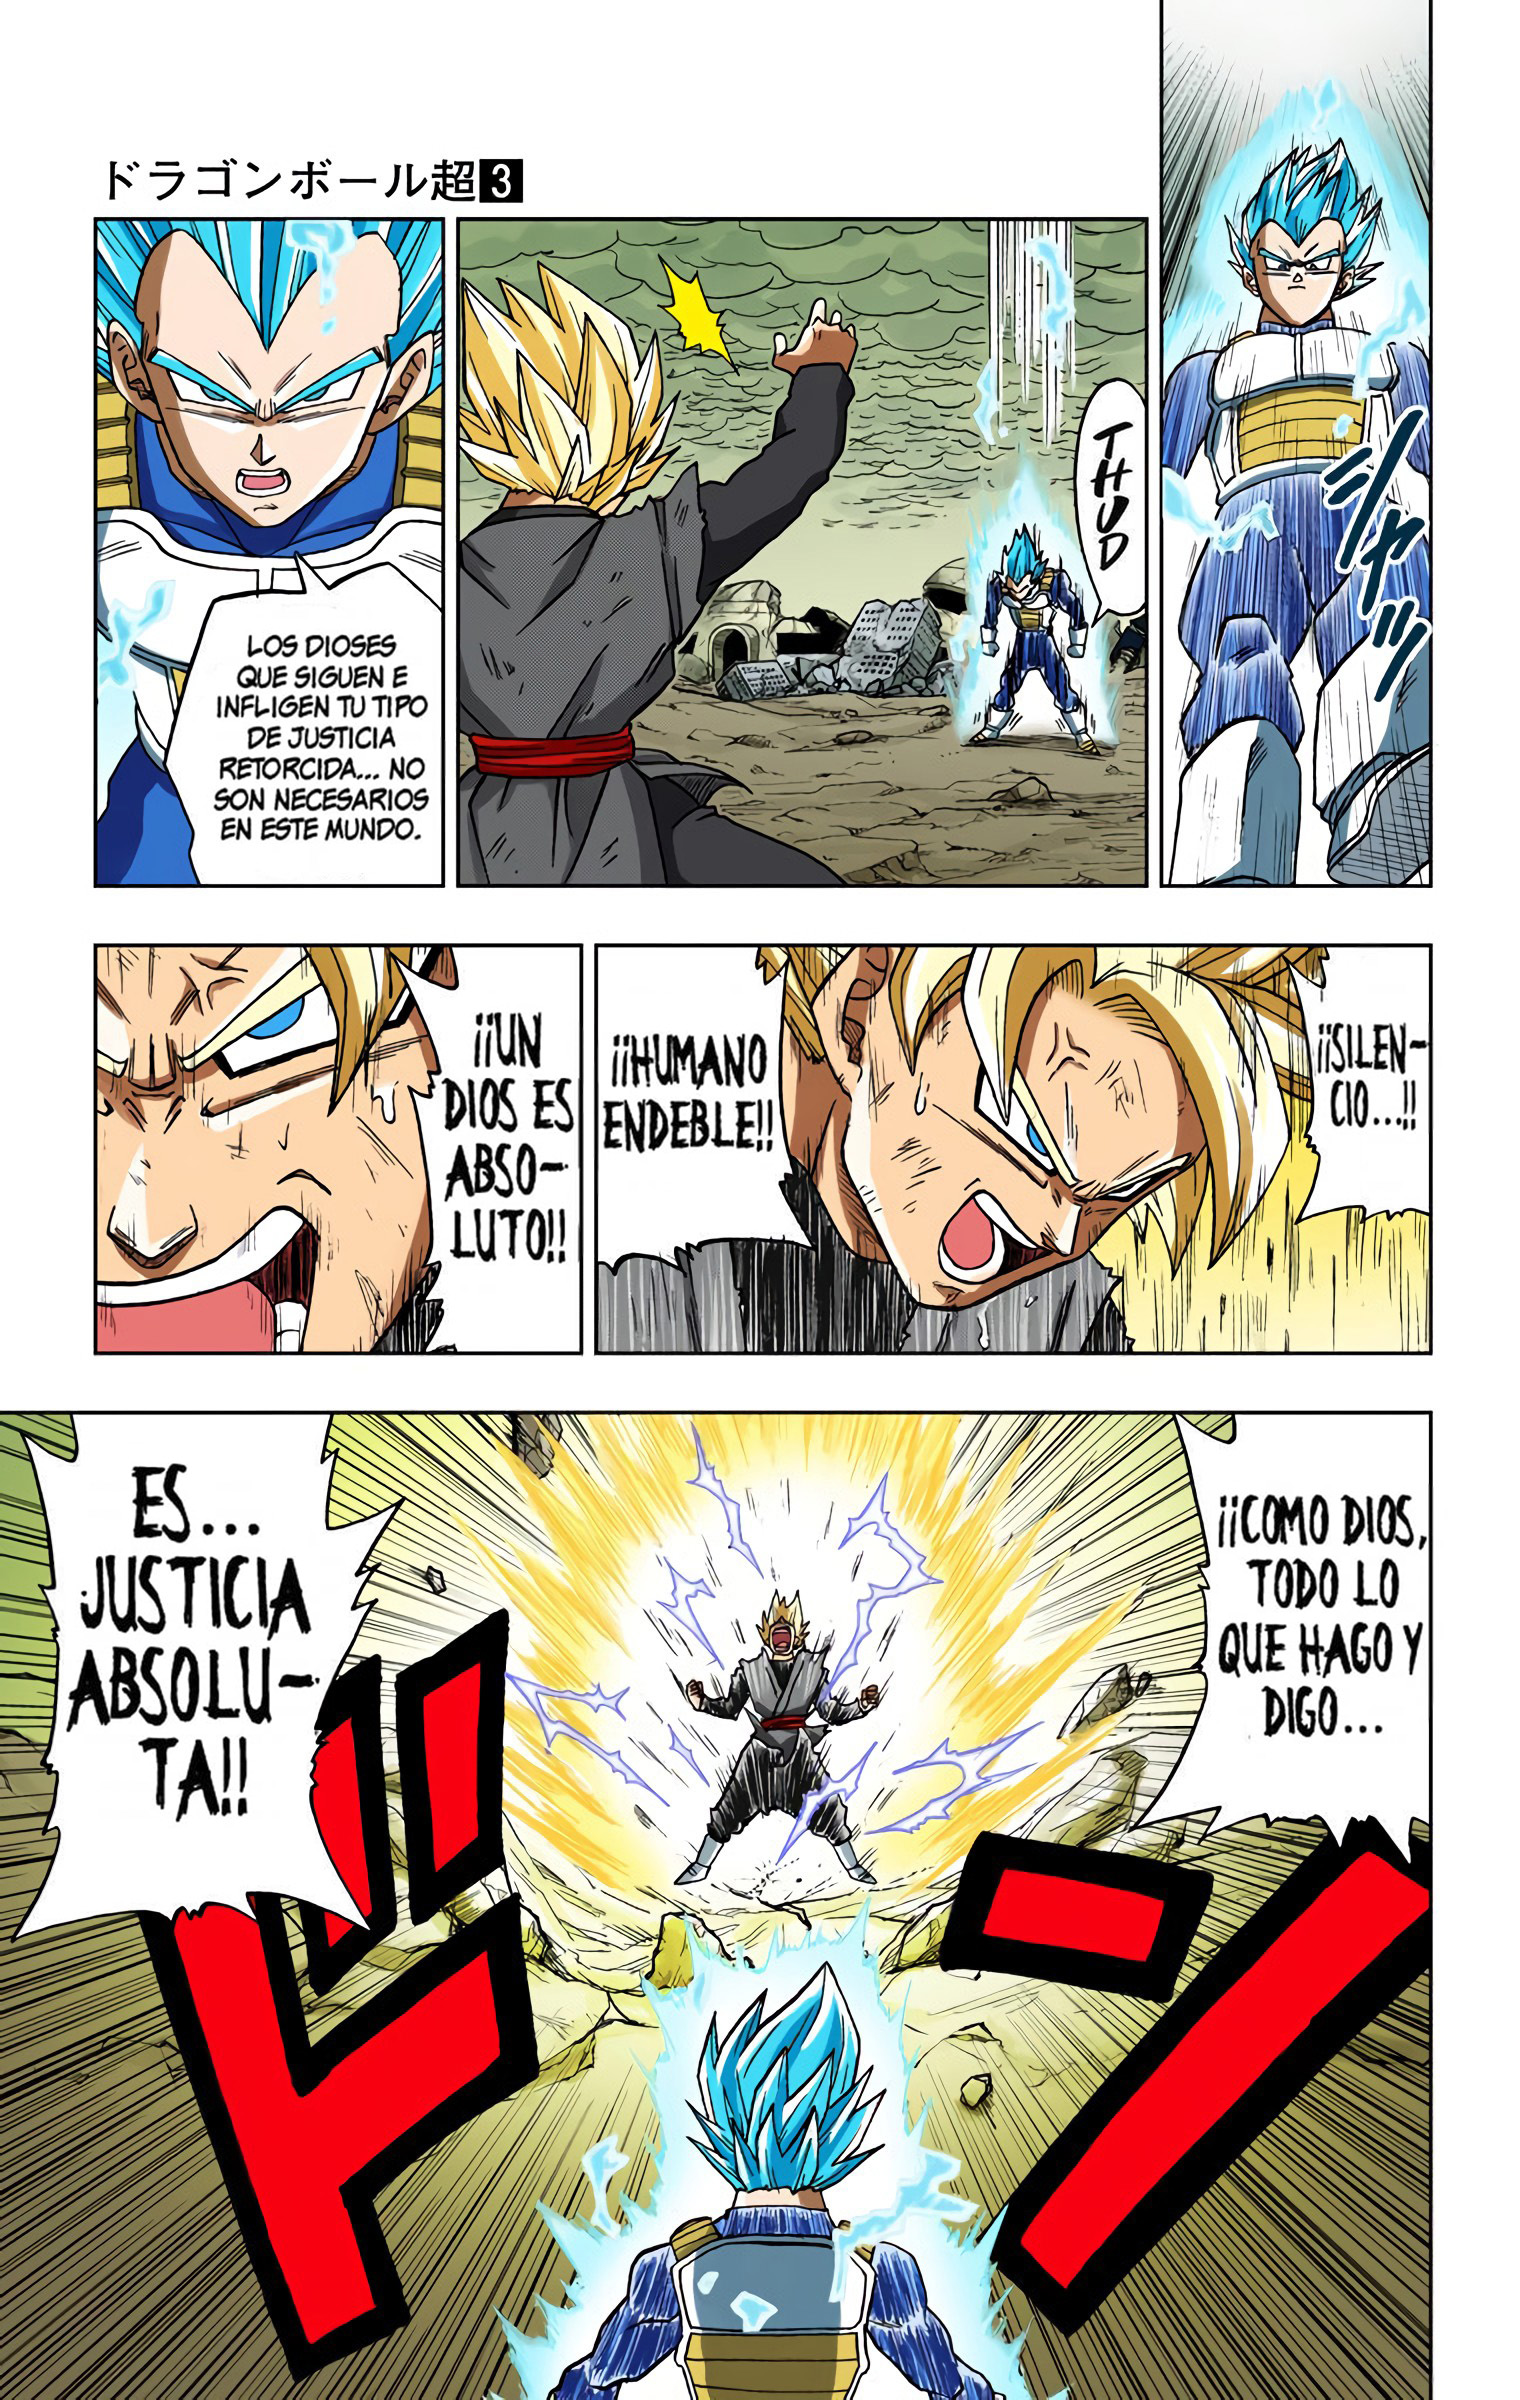 ドラゴンボール超3
シャッ
THUD
LOS DIOSES
QUE SIGUEN E
INFLIGEN TU TIPO
DE JUSTICIA
RETORCIDA... NO
SON NECESARIOS
EN ESTE MUNDO.
¡¡SILEN-
CIO...!!
¡¡HUMANO
ENDEBLE!!
¡¡UN
DIOS ES
ABSO-
LUTO!!
¡¡COMO DIOS,
TODO LO
QUE HAGO Y
DIGO...
ES...
JUSTICIA
ABSOLU-
TA!!
ドン